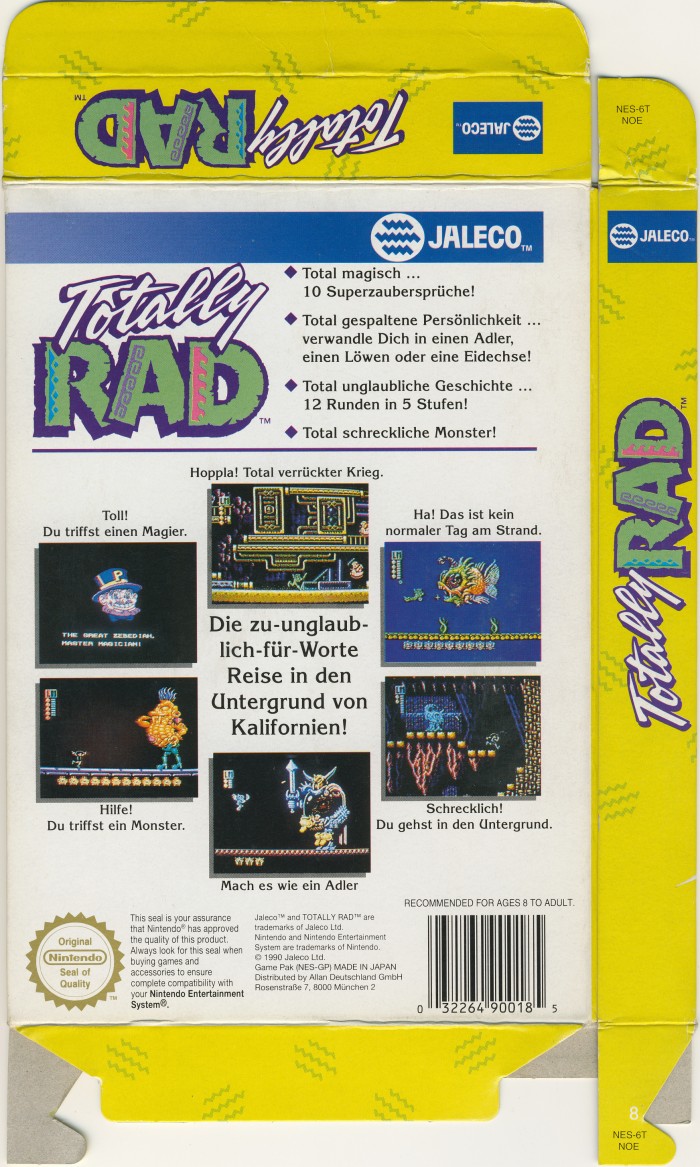 Totally RAD™
JALECO™
NES-6T
NOE
JALECO™
JALECO™
Totally
RAD™
◆ Total magisch ...
10 Superzaubersprüche!
◆ Total gespaltene Persönlichkeit ...
verwandle Dich in einen Adler,
einen Löwen oder eine Eidechse!
◆ Total unglaubliche Geschichte ...
12 Runden in 5 Stufen!
◆ Total schreckliche Monster!
Hoppla! Total verrückter Krieg.
Toll!
Du triffst einen Magier.
Ha! Das ist kein
normaler Tag am Strand.
P
THE GREAT ZEBEDIAH,
MASTER MAGICIAN!
Die zu-unglaub-
lich-für-Worte
Reise in den
Untergrund von
Kalifornien!
Hilfe!
Du triffst ein Monster.
Schrecklich!
Du gehst in den Untergrund.
Mach es wie ein Adler
Totally RAD™
RECOMMENDED FOR AGES 8 TO ADULT.
Original
Nintendo
Seal of
Quality
TM
This seal is your assurance
that Nintendo® has approved
the quality of this product.
Always look for this seal when
buying games and
accessories to ensure
complete compatibility with
your Nintendo Entertainment
System®.
Jaleco™ and TOTALLY RAD™ are
trademarks of Jaleco Ltd.
Nintendo and Nintendo Entertainment
System are trademarks of Nintendo.
© 1990 Jaleco Ltd.
Game Pak (NES-GP) MADE IN JAPAN
Distributed by Allan Deutschland GmbH
Rosenstraße 7, 8000 München 2
0 32264 90018 5
8
NES-6T
NOE